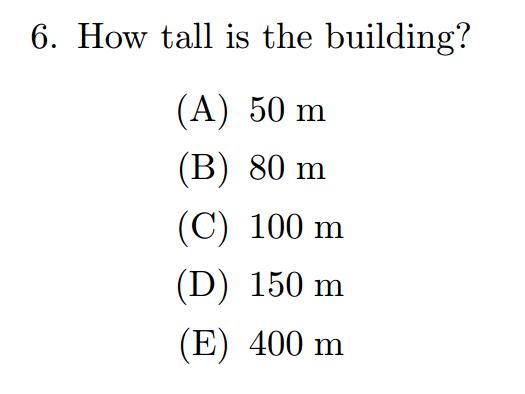 6. How tall is the building?
(A) 50 m
(B) 80 m
(C) 100 m
(D) 150 m
(E) 400 m